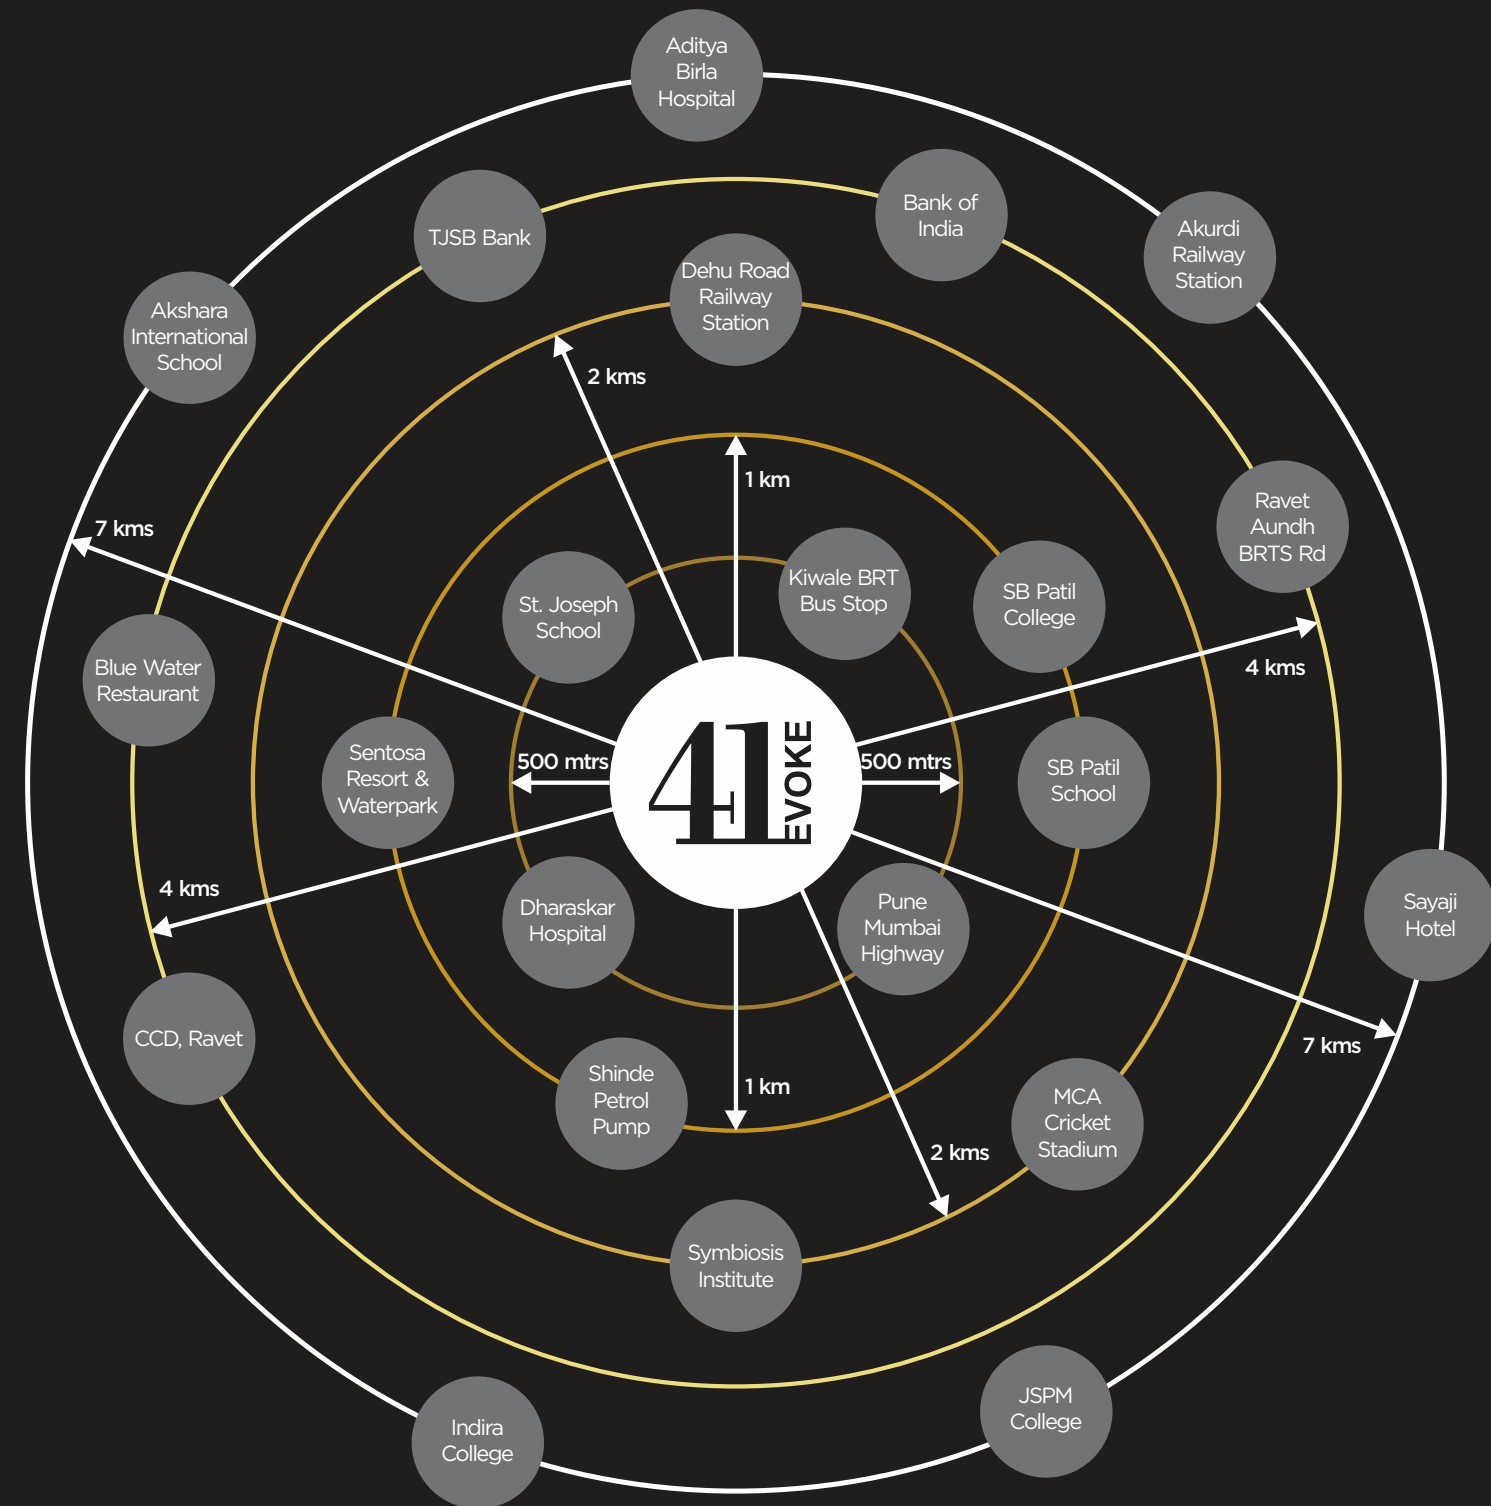 Aditya
Birla
Hospital
Bank of
India
TJSB Bank
Akurdi
Railway
Station
Dehu Road
Railway
Station
Akshara
International
School
2 kms
1 km
7 kms
Ravet
Aundh
BRTS Rd
Kiwale BRT
Bus Stop
SB Patil
College
St. Joseph
School
4 kms
Blue Water
Restaurant
Sentosa
Resort &
Waterpark
500 mtrs
41
EVOKE
500 mtrs
SB Patil
School
4 kms
Dharaskar
Hospital
Pune
Mumbai
Highway
Sayaji
Hotel
CCD, Ravet
7 kms
Shinde
Petrol
Pump
1 km
MCA
Cricket
Stadium
2 kms
Symbiosis
Institute
JSPM
College
Indira
College